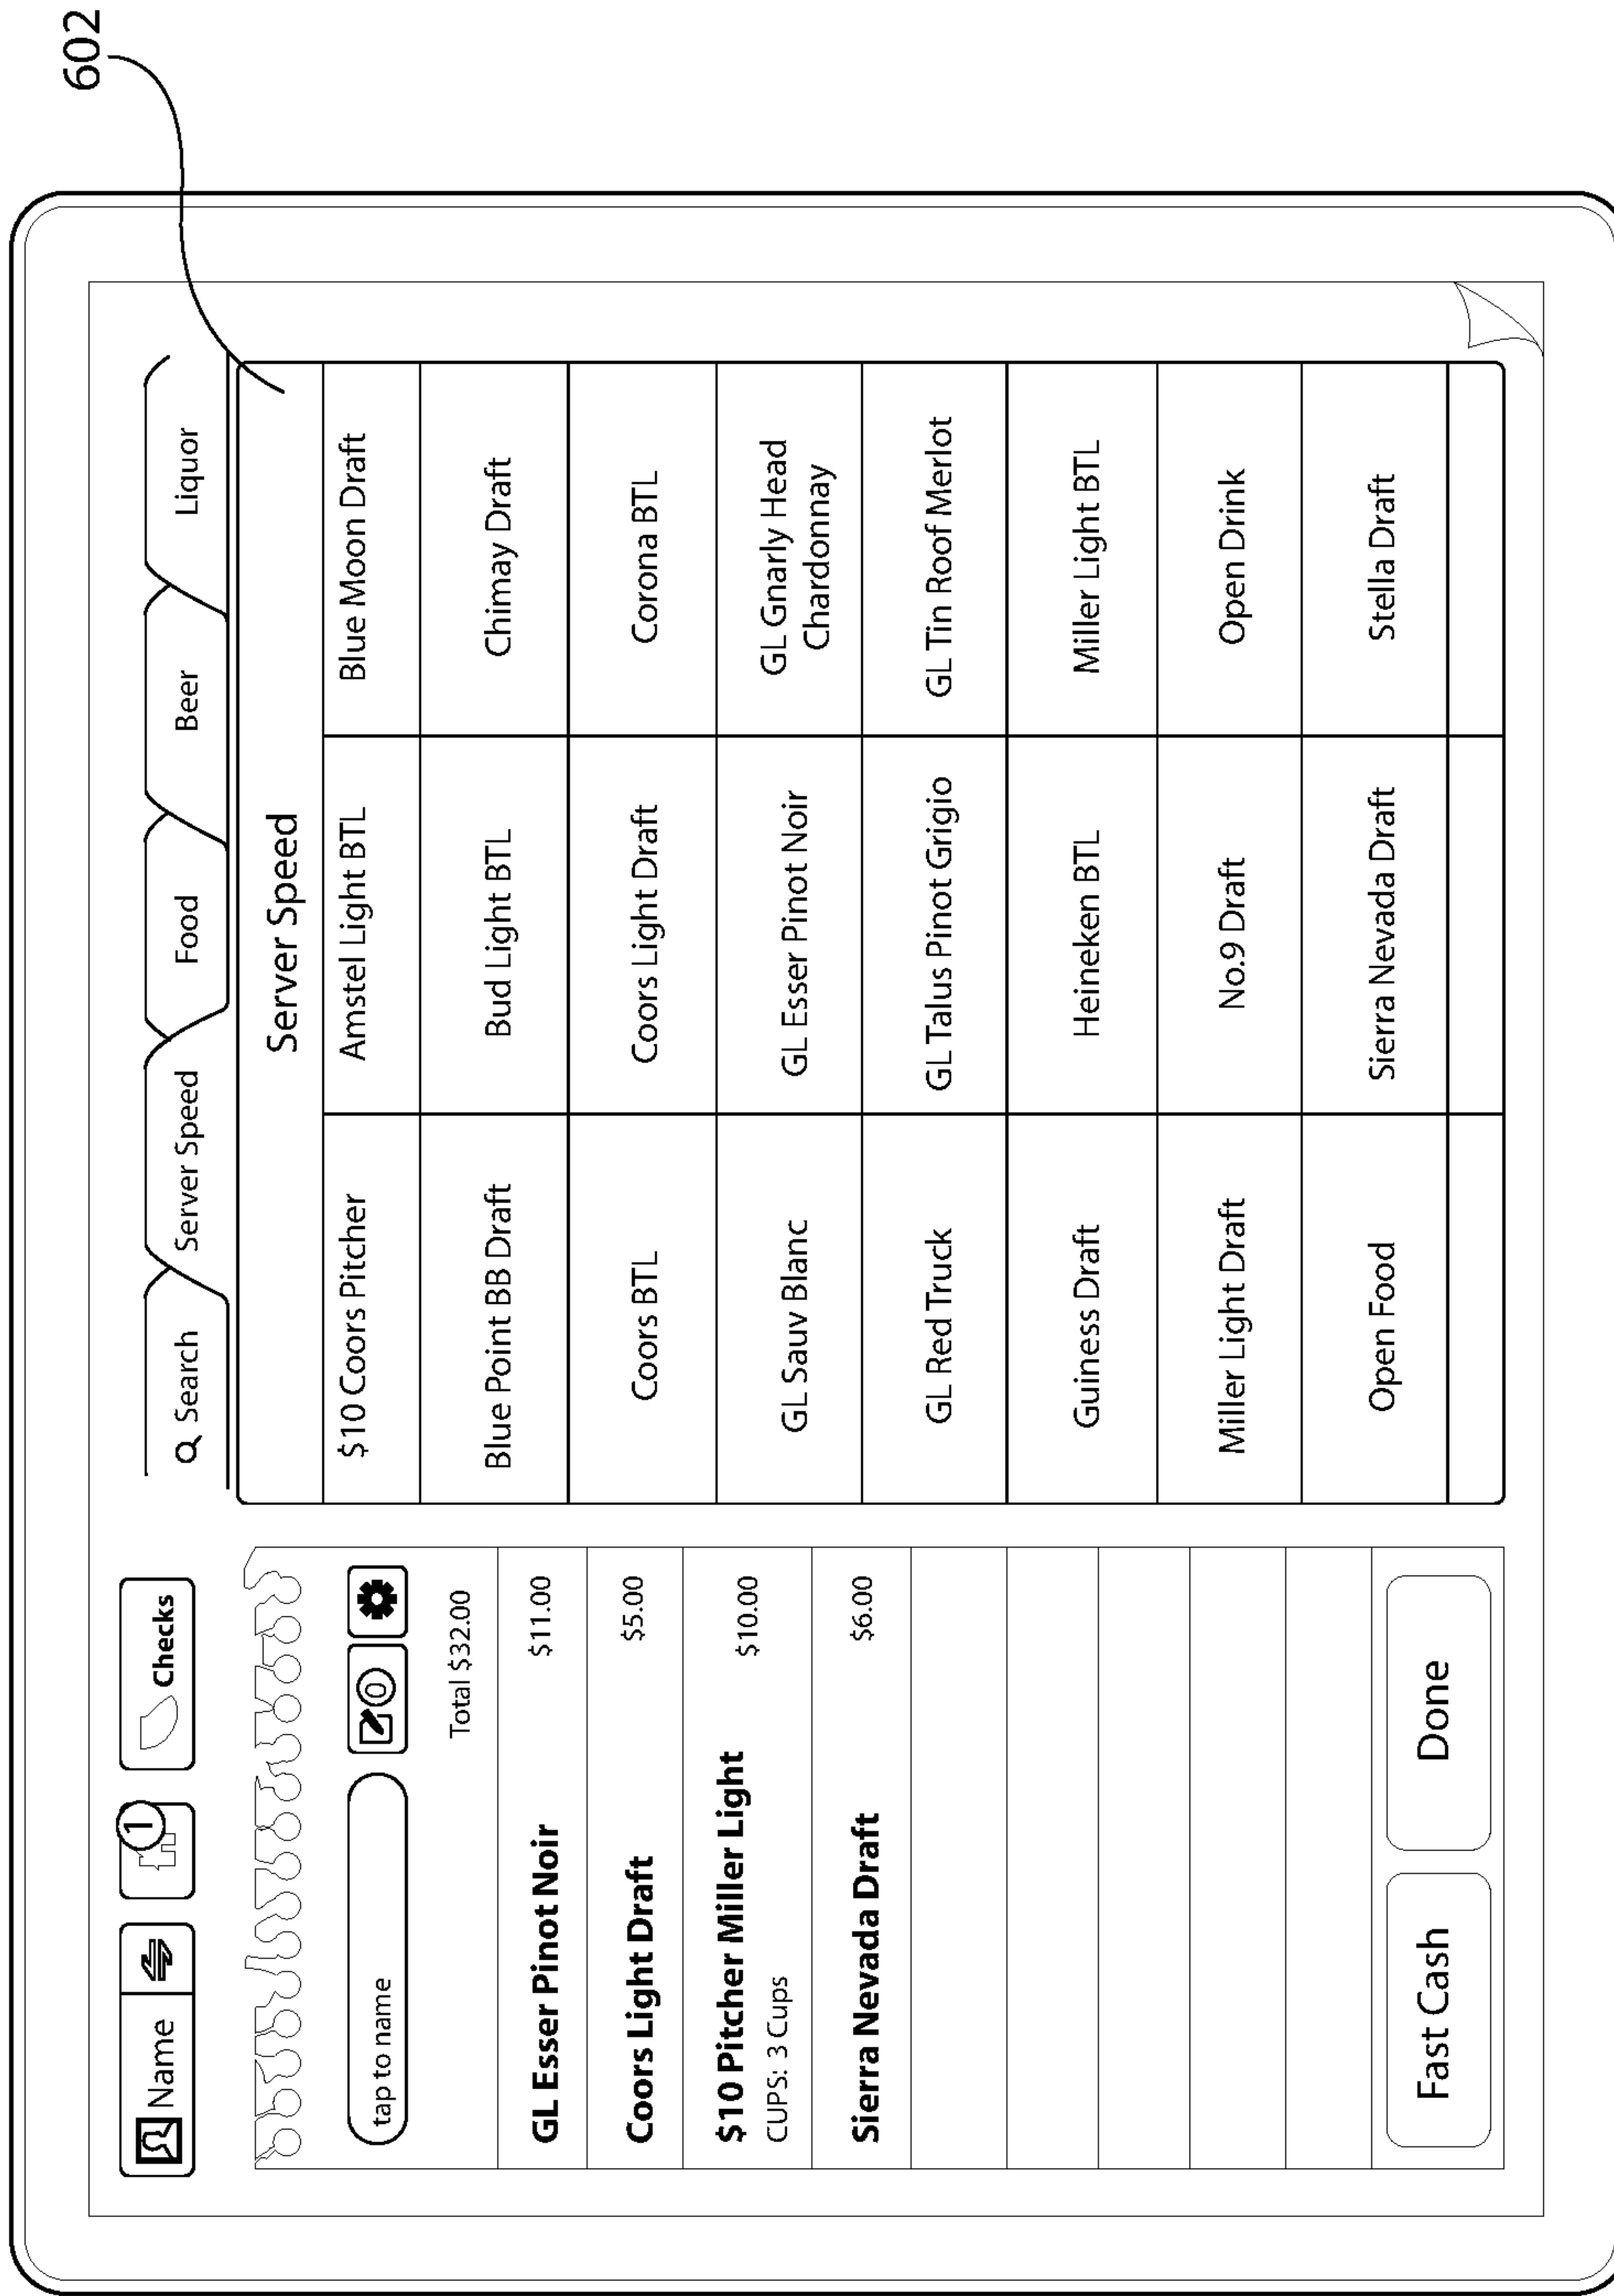 602
Name
1
Checks
Search
Server Speed
Food
Beer
Liquor
tap to name
0
Total $32.00
GL Esser Pinot Noir $11.00
Coors Light Draft $5.00
$10 Pitcher Miller Light $10.00
CUPS: 3 Cups
Sierra Nevada Draft $6.00
Fast Cash
Done
Server Speed
$10 Coors Pitcher
Amstel Light BTL
Blue Moon Draft
Blue Point BB Draft
Bud Light BTL
Chimay Draft
Coors BTL
Coors Light Draft
Corona BTL
GL Sauv Blanc
GL Esser Pinot Noir
GL Gnarly Head
Chardonnay
GL Red Truck
GL Talus Pinot Grigio
GL Tin Roof Merlot
Guiness Draft
Heineken BTL
Miller Light BTL
Miller Light Draft
No.9 Draft
Open Drink
Open Food
Sierra Nevada Draft
Stella Draft